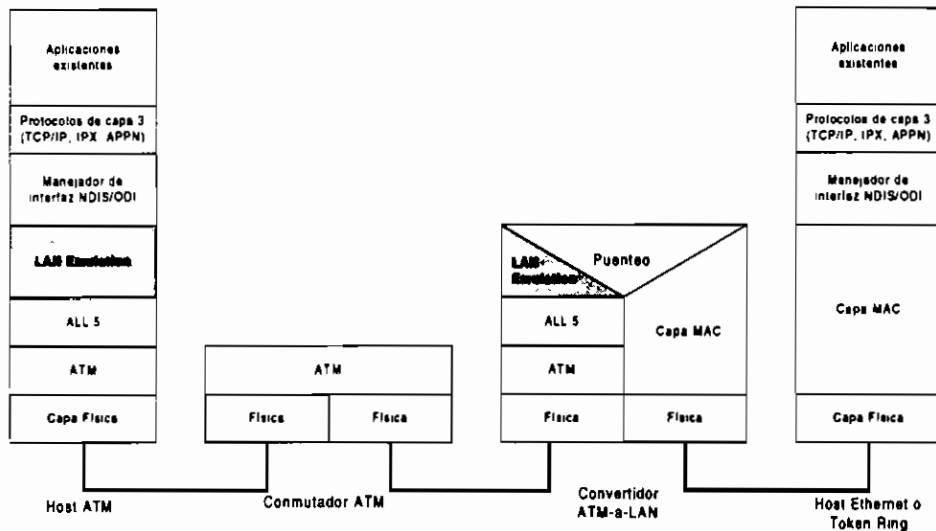 Aplicaciones
existentes
Protocolos de capa 3
(TCP/IP, IPX APPN)
Manejador de
interfaz NDIS/ODI
LAN Emulation
ALL 5
ATM
Capa Física
Host ATM
ATM
Física
Física
Conmutador ATM
LAN
Emulation
Puenteo
ALL 5
ATM
Física
Capa MAC
Física
Convertidor
ATM-a-LAN
Aplicaciones
existentes
Protocolos de capa 3
(TCP/IP, IPX, APPN)
Manejador de
interfaz NDIS/ODI
Capa MAC
Capa Física
Host Ethernet o
Token Ring